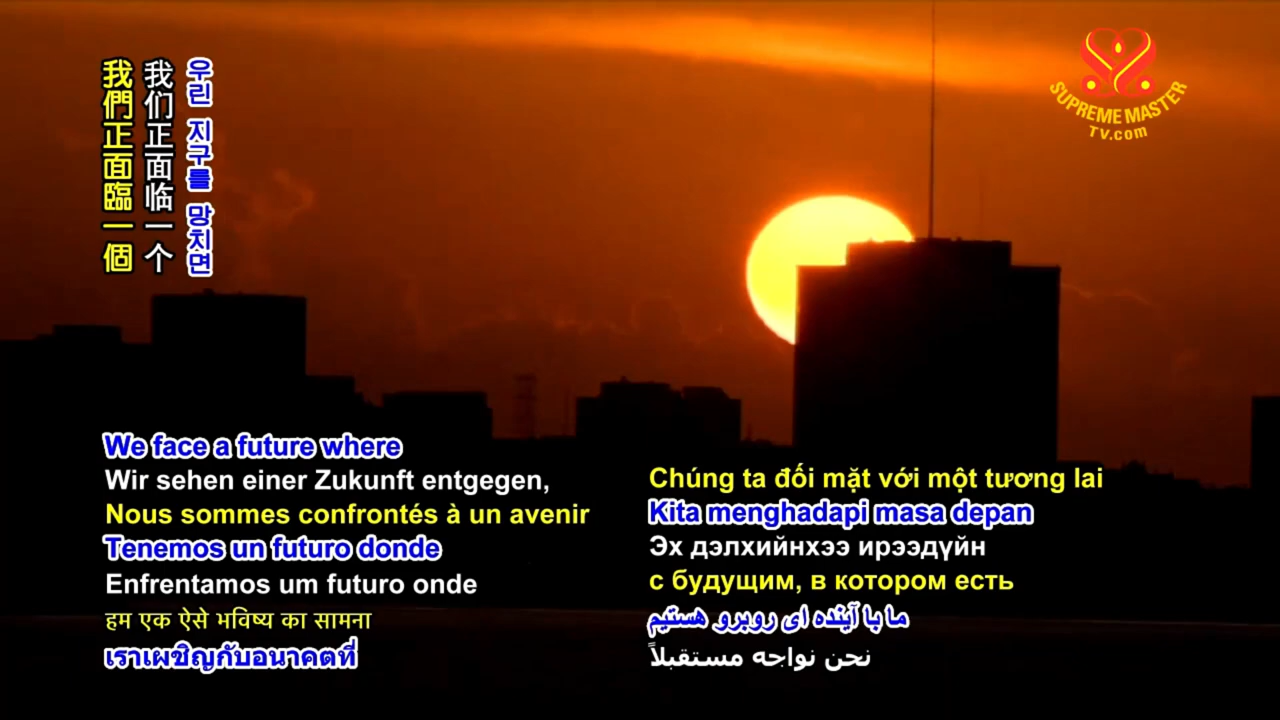 我們正面臨一個
我们正面临一个
우린 지구를 망치면
SUPREME MASTER
TV.com
We face a future where
Wir sehen einer Zukunft entgegen,
Nous sommes confrontés à un avenir
Tenemos un futuro donde
Enfrentamos um futuro onde
हम एक ऐसे भविष्य का सामना
เราเผชิญกับอนาคตที่
Chúng ta đối mặt với một tương lai
Kita menghadapi masa depan
Эх дэлхийнхээ ирээдүйн
с будущим, в котором есть
ما با آینده ای روبرو هستیم
نحن نواجه مستقبلاً